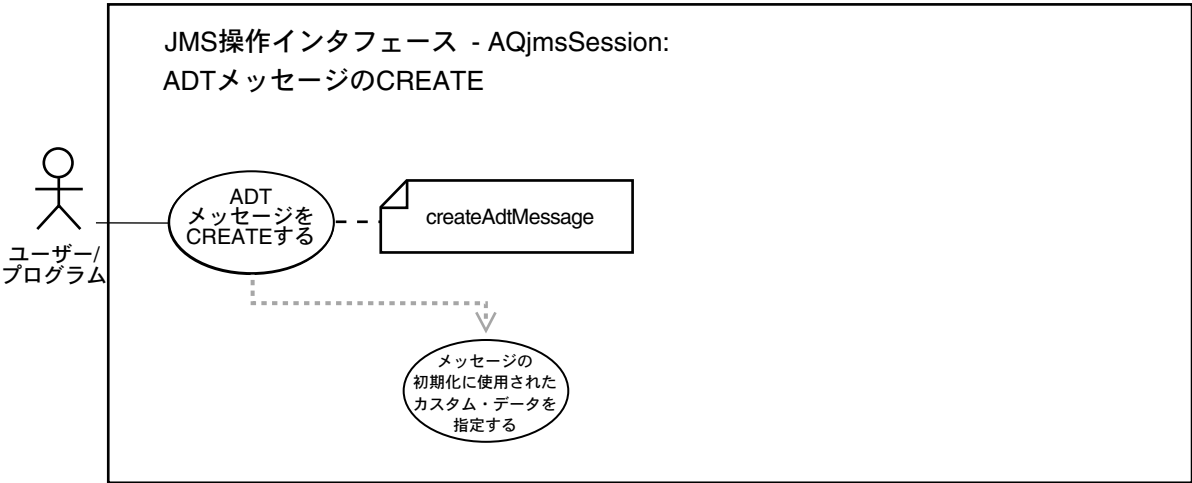 JMS操作インタフェース - AQjmsSession:
ADTメッセージのCREATE
ADT
メッセージを
CREATEする
createAdtMessage
ユーザー/
プログラム
メッセージの
初期化に使用された
カスタム・データを
指定する